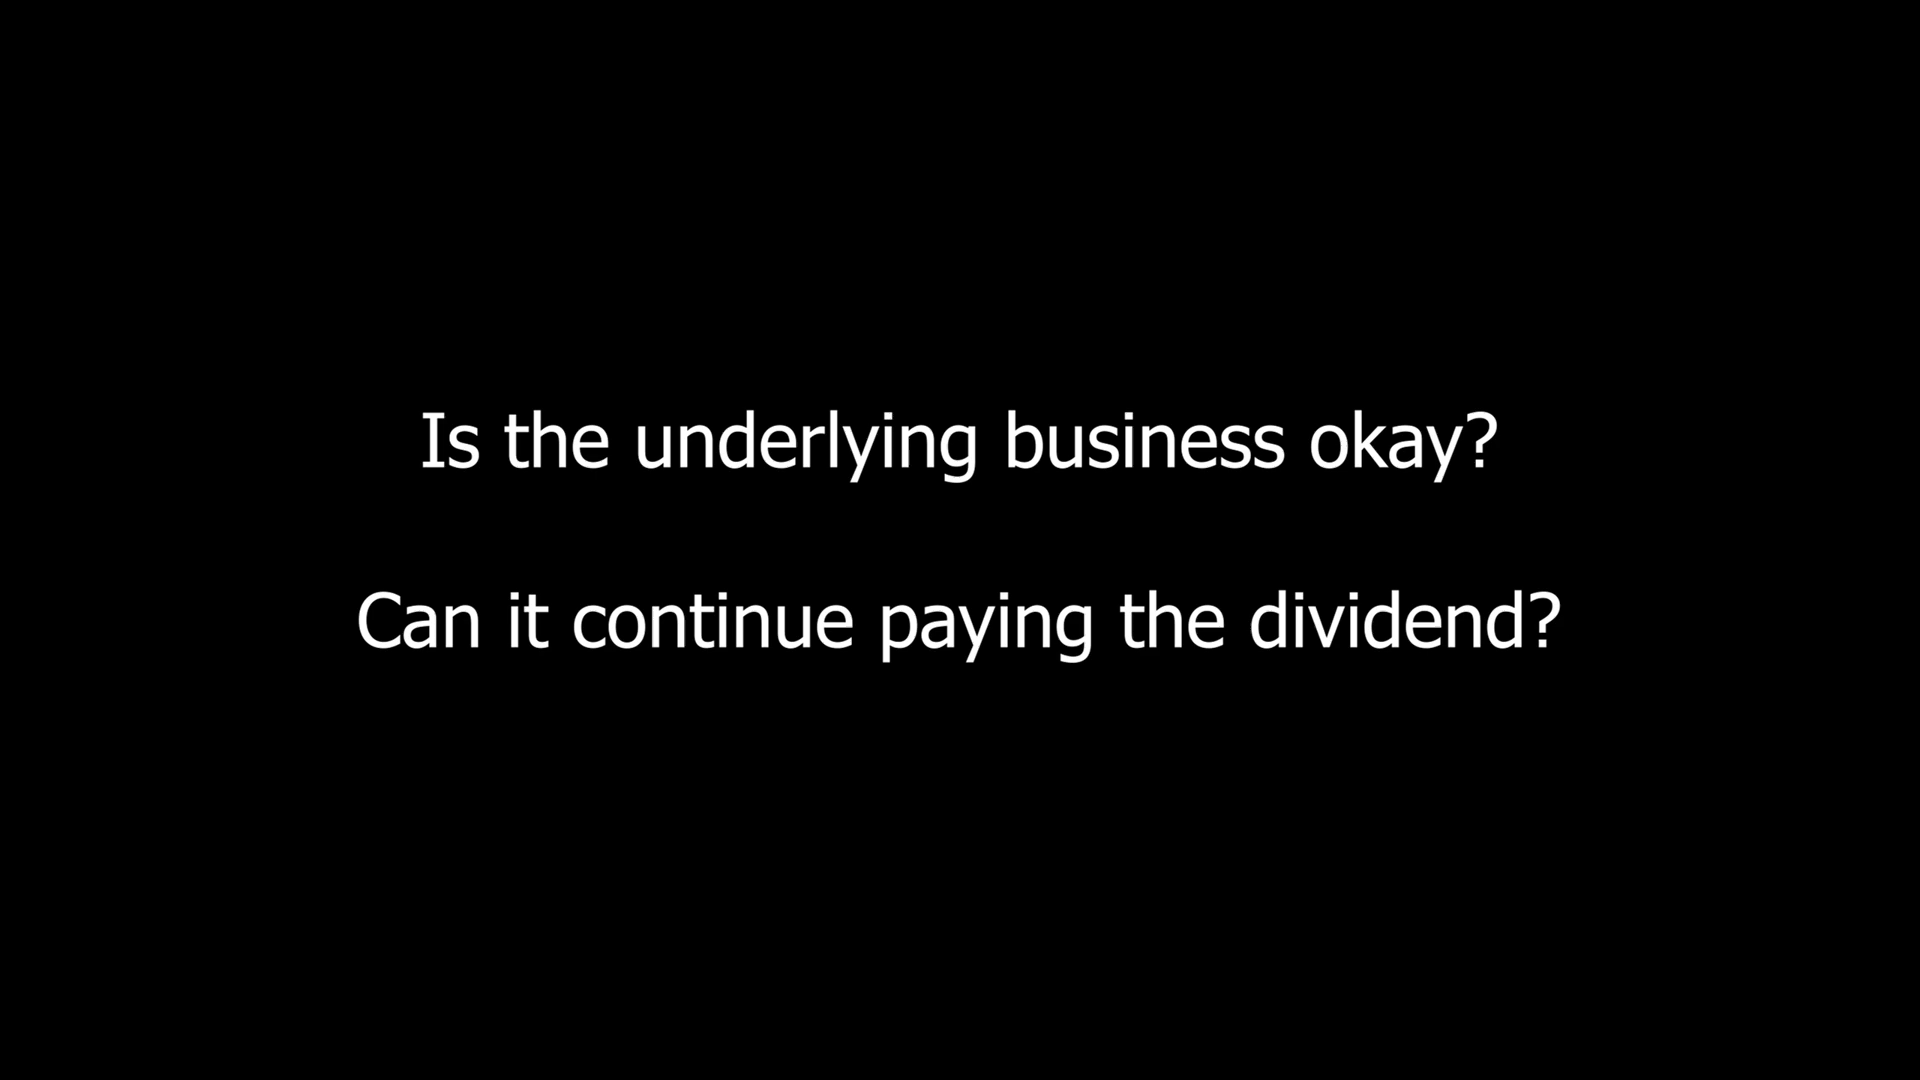 Is the underlying business okay?
Can it continue paying the dividend?